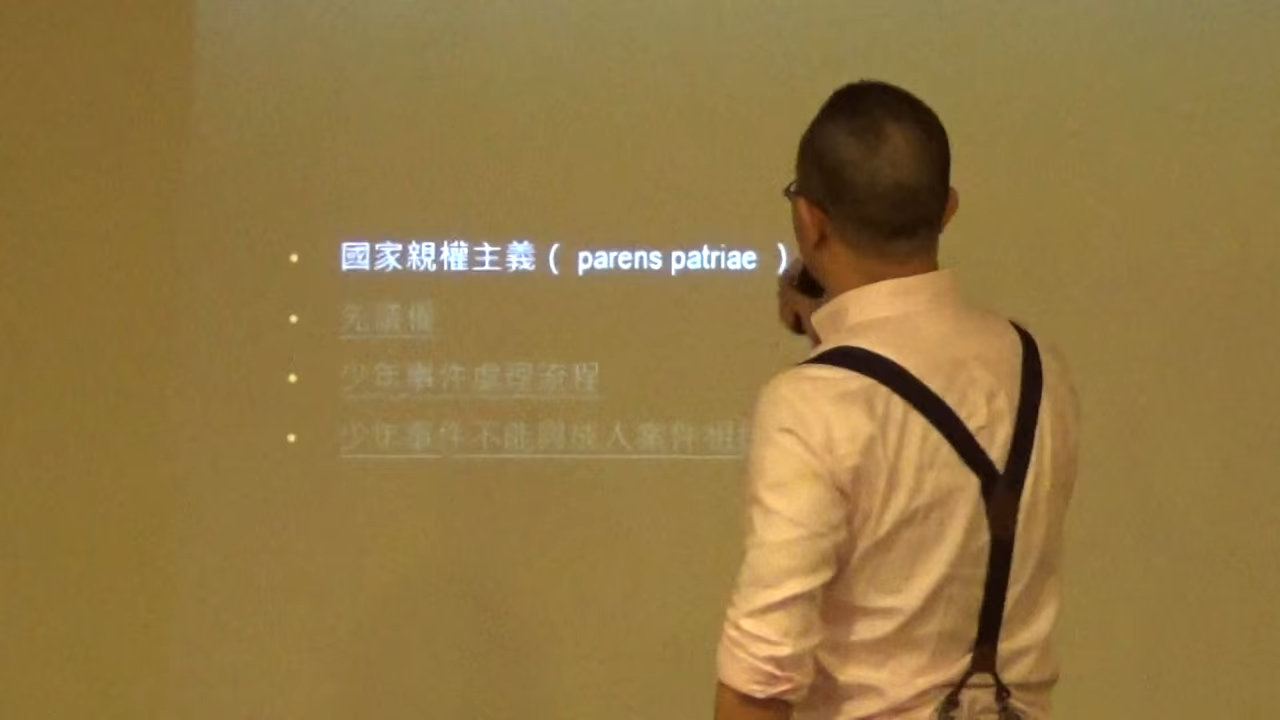 國家親權主義( parens patriae )
先議權
少年事件處理流程
少年事件不能與成人案件相